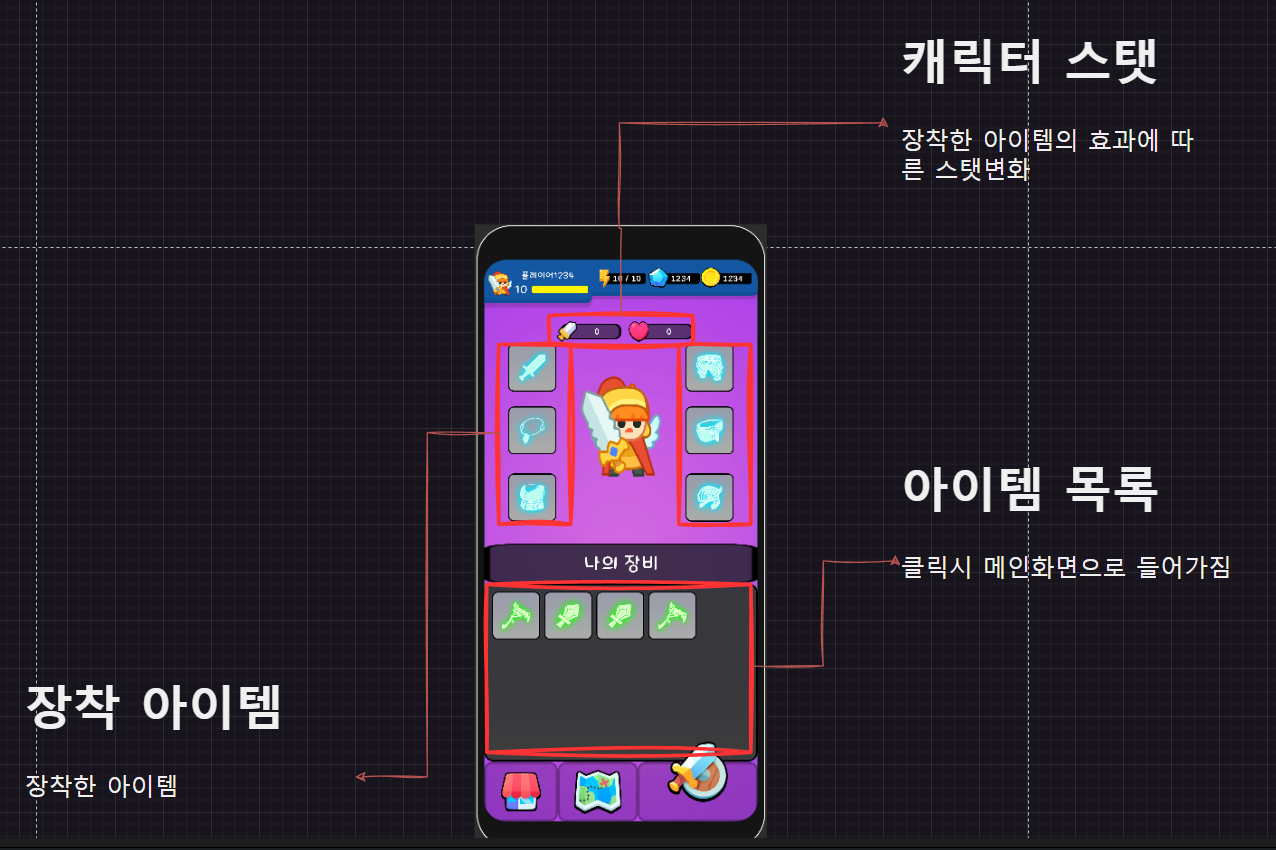 캐릭터 스탯
장착한 아이템의 효과에 따
른 스탯변화
플레이어1234
10
10 / 10
1234
1234
0
0
아이템 목록
클릭시 메인화면으로 들어가짐
나의 장비
장착 아이템
장착한 아이템